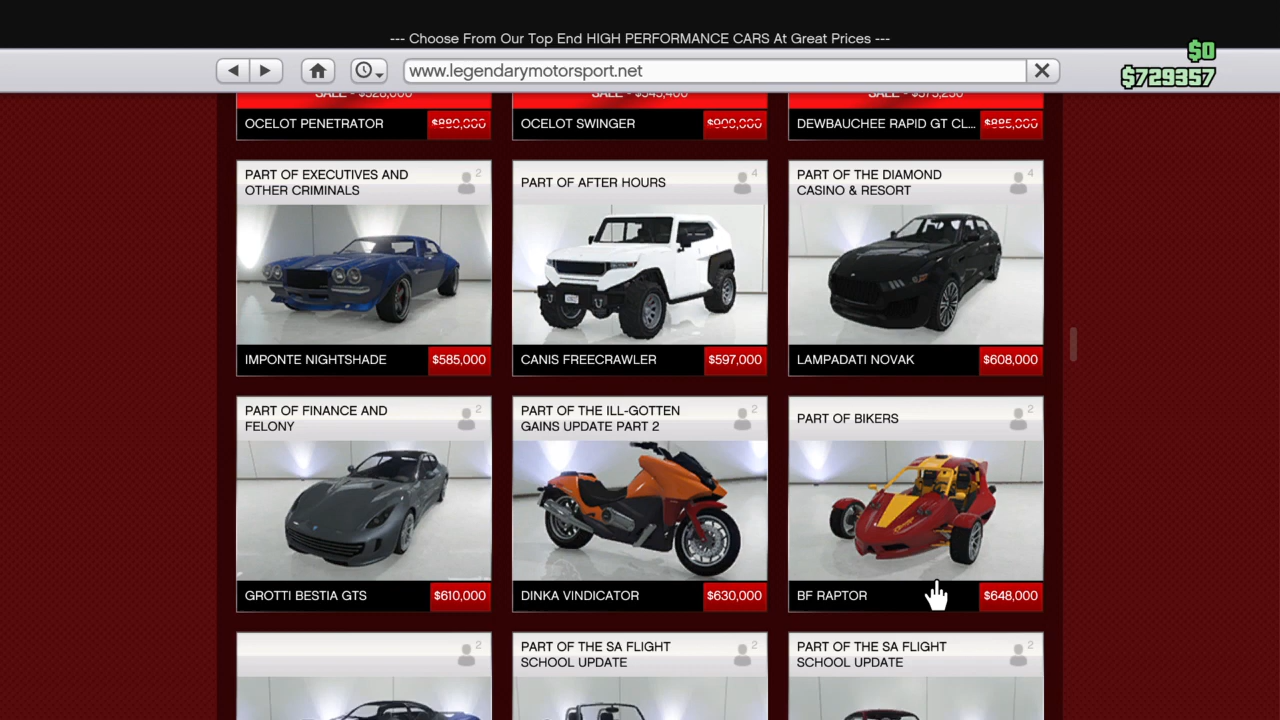 --- Choose From Our Top End HIGH PERFORMANCE CARS At Great Prices ---
$0
www.legendarymotorsport.net
$729357
OCELOT PENETRATOR $880,000
OCELOT SWINGER $909,000
DEWBAUCHEE RAPID GT CL... $885,000
PART OF EXECUTIVES AND
OTHER CRIMINALS
2
PART OF AFTER HOURS
4
PART OF THE DIAMOND
CASINO & RESORT
4
IMPONTE NIGHTSHADE $585,000
CANIS FREECRAWLER $597,000
LAMPADATI NOVAK $608,000
PART OF FINANCE AND
FELONY
2
PART OF THE ILL-GOTTEN
GAINS UPDATE PART 2
2
PART OF BIKERS
2
GROTTI BESTIA GTS $610,000
DINKA VINDICATOR $630,000
BF RAPTOR $648,000
2
PART OF THE SA FLIGHT
SCHOOL UPDATE
2
PART OF THE SA FLIGHT
SCHOOL UPDATE
2